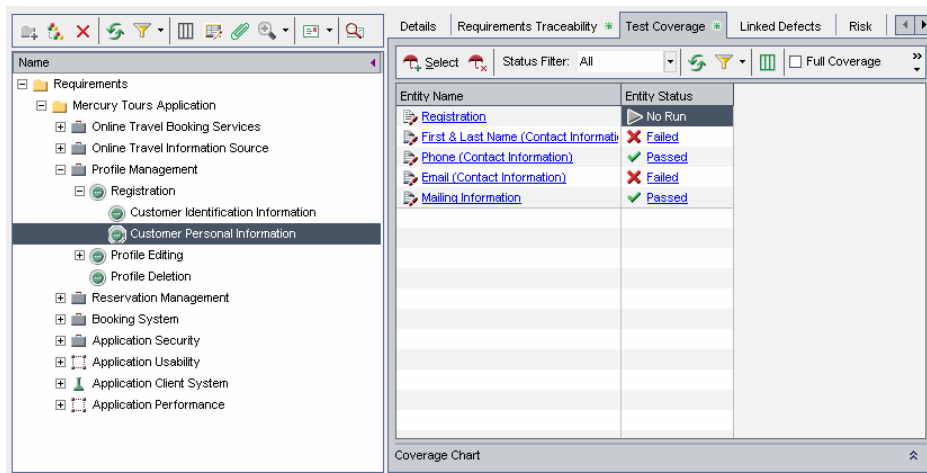 Name
Requirements
Mercury Tours Application
Online Travel Booking Services
Online Travel Information Source
Profile Management
Registration
Customer Identification Information
Customer Personal Information
Profile Editing
Profile Deletion
Reservation Management
Booking System
Application Security
Application Usability
Application Client System
Application Performance
Details Requirements Traceability * Test Coverage * Linked Defects Risk
Select Status Filter: All Full Coverage »
Entity Name Entity Status
Registration No Run
First & Last Name (Contact Informati Failed
Phone (Contact Information) Passed
Email (Contact Information) Failed
Mailing Information Passed
Coverage Chart